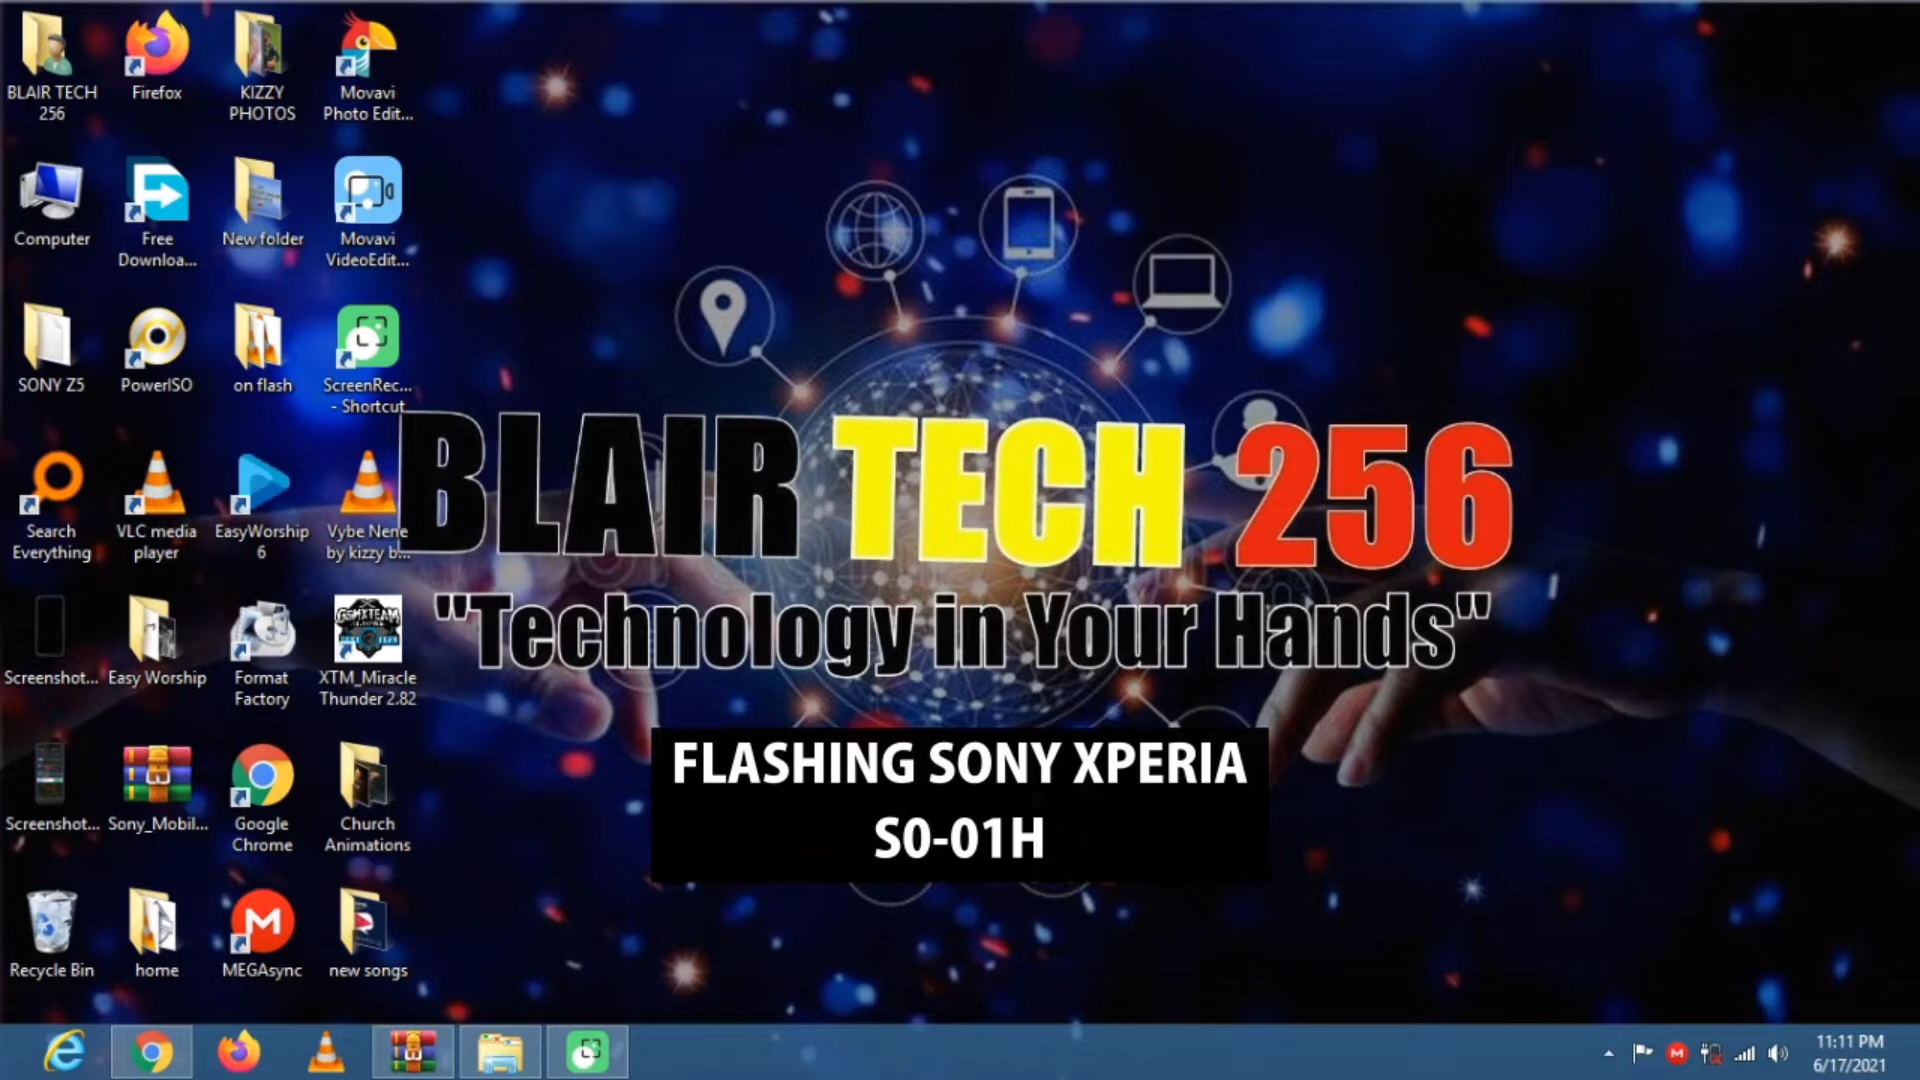 BLAIR TECH
256
Firefox
KIZZY
PHOTOS
Movavi
Photo Edit...
Computer
Free
Downloa...
New folder
Movavi
VideoEdit...
SONY Z5
PowerISO
on flash
ScreenRec...
- Shortcut
Search
Everything
VLC media
player
EasyWorship
6
Vybe Nene
by kizzy b...
Screenshot...
Easy Worship
Format
Factory
XTM_Miracle
Thunder 2.82
Screenshot...
Sony_Mobil...
Google
Chrome
Church
Animations
Recycle Bin
home
MEGAsync
new songs
BLAIR TECH 256
"Technology in Your Hands"
FLASHING SONY XPERIA
S0-01H
11:11 PM
6/17/2021